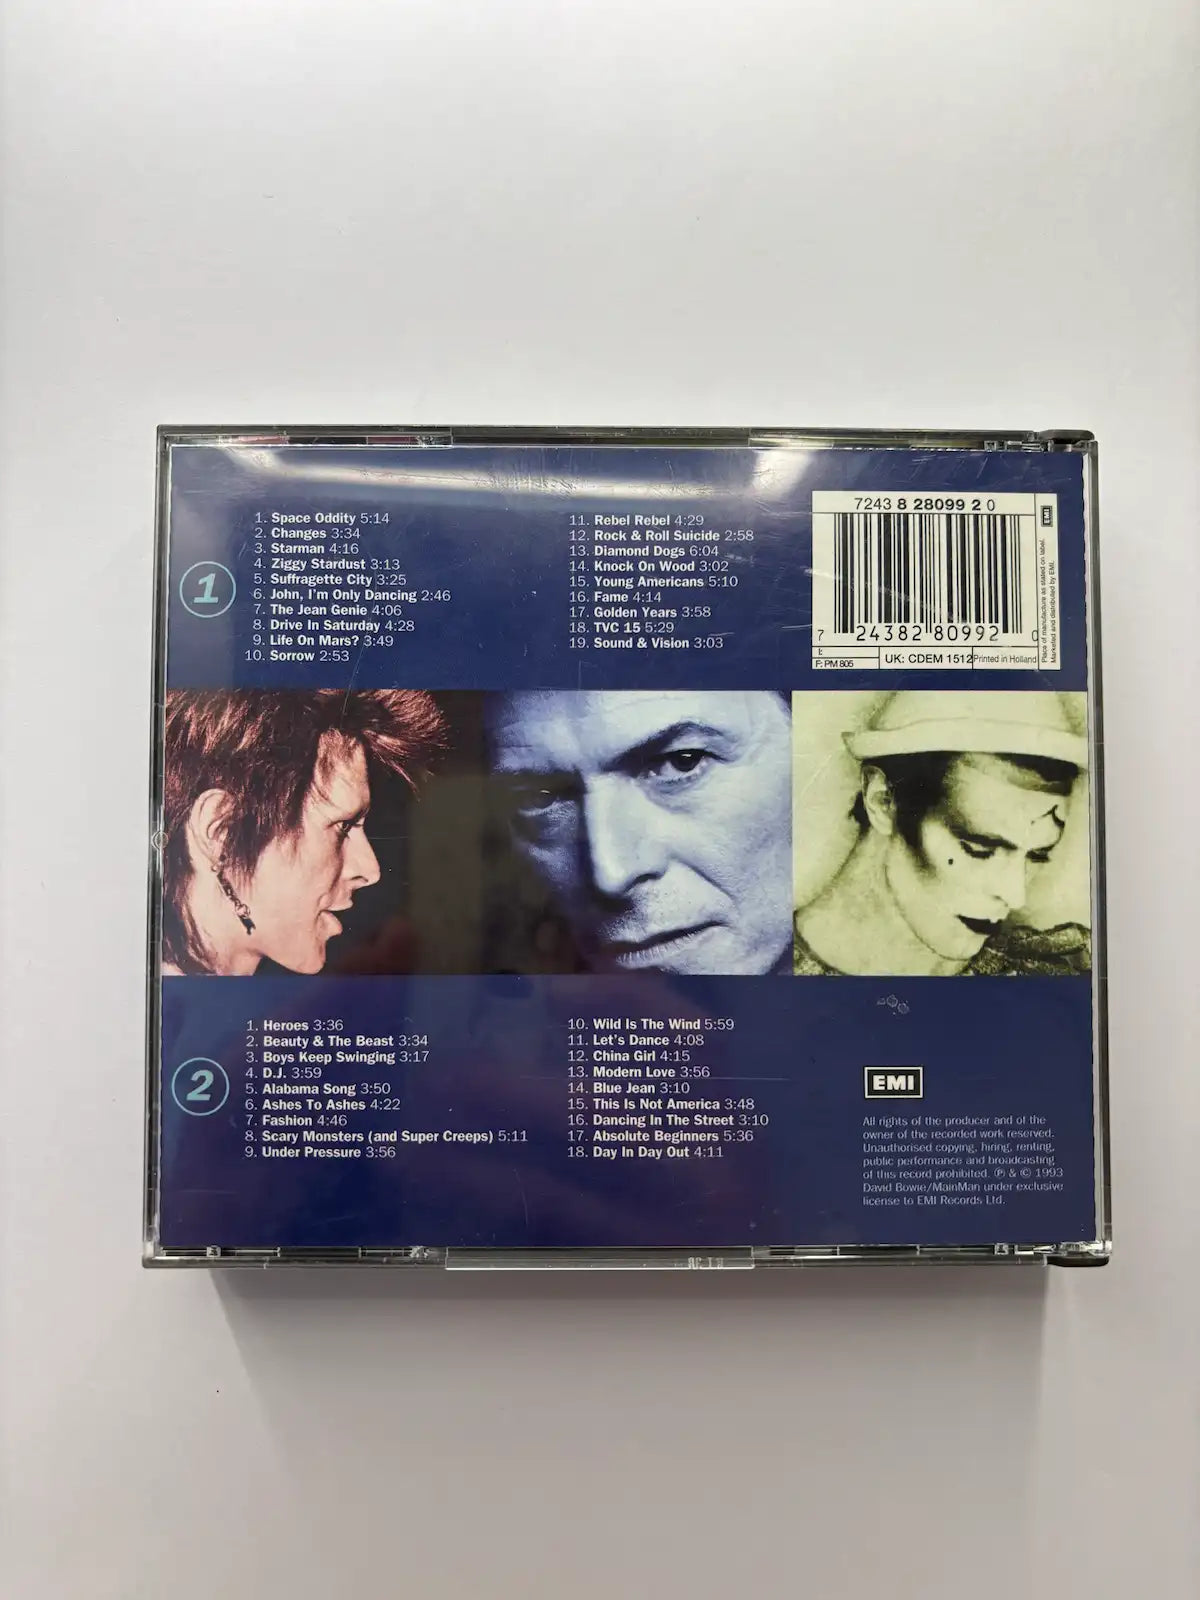 1
1. Space Oddity 5:14
2. Changes 3:34
3. Starman 4:16
4. Ziggy Stardust 3:13
5. Suffragette City 3:25
6. John, I'm Only Dancing 2:46
7. The Jean Genie 4:06
8. Drive In Saturday 4:28
9. Life On Mars? 3:49
10. Sorrow 2:53
11. Rebel Rebel 4:29
12. Rock & Roll Suicide 2:58
13. Diamond Dogs 6:04
14. Knock On Wood 3:02
15. Young Americans 5:10
16. Fame 4:14
17. Golden Years 3:58
18. TVC 15 5:29
19. Sound & Vision 3:03
7243 8 28099 2 0
7 24382 80992 0
I:
F: PM 805
UK: CDEM 1512
Printed in Holland
EMI
Place of manufacture as stated on label.
Marketed and distributed by EMI.
2
1. Heroes 3:36
2. Beauty & The Beast 3:34
3. Boys Keep Swinging 3:17
4. D.J. 3:59
5. Alabama Song 3:50
6. Ashes To Ashes 4:22
7. Fashion 4:46
8. Scary Monsters (and Super Creeps) 5:11
9. Under Pressure 3:56
10. Wild Is The Wind 5:59
11. Let's Dance 4:08
12. China Girl 4:15
13. Modern Love 3:56
14. Blue Jean 3:10
15. This Is Not America 3:48
16. Dancing In The Street 3:10
17. Absolute Beginners 5:36
18. Day In Day Out 4:11
EMI
All rights of the producer and of the
owner of the recorded work reserved.
Unauthorised copying, hiring, renting,
public performance and broadcasting
of this record prohibited. ℗ & © 1993
David Bowie/MainMan under exclusive
license to EMI Records Ltd.